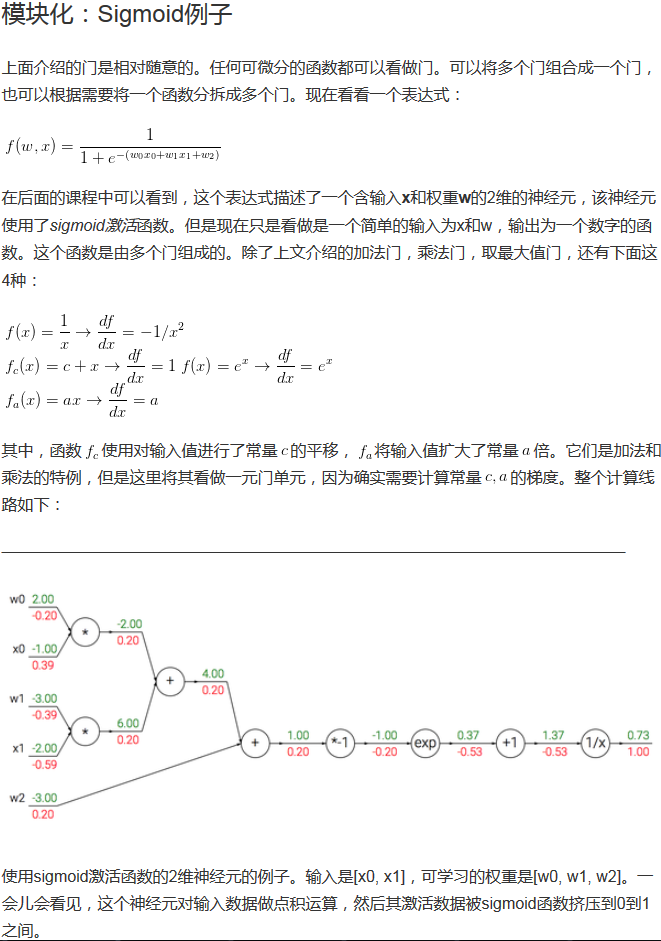 模块化：Sigmoid例子
上面介绍的门是相对随意的。任何可微分的函数都可以看做门。可以将多个门组合成一个门，
也可以根据需要将一个函数分拆成多个门。现在看看一个表达式：
f(w, x) = 1 / (1 + e^{-(w_0x_0+w_1x_1+w_2)})
在后面的课程中可以看到，这个表达式描述了一个含输入x和权重w的2维的神经元，该神经元
使用了sigmoid激活函数。但是现在只是看做是一个简单的输入为x和w，输出为一个数字的函
数。这个函数是由多个门组成的。除了上文介绍的加法门，乘法门，取最大值门，还有下面这
4种：
f(x) = 1/x → df/dx = −1/x^2
f_c(x) = c + x → df/dx = 1 f(x) = e^x → df/dx = e^x
f_a(x) = ax → df/dx = a
其中，函数 f_c 使用对输入值进行了常量 c 的平移， f_a 将输入值扩大了常量 a 倍。它们是加法和
乘法的特例，但是这里将其看做一元门单元，因为确实需要计算常量 c, a 的梯度。整个计算线
路如下：
w0 2.00
-0.20
* -2.00
0.20
x0 -1.00
0.39
+ 4.00
0.20
w1 -3.00
-0.39
* 6.00
0.20
x1 -2.00
-0.59
+ 1.00 *-1 -1.00 exp 0.37 +1 1.37 1/x 0.73
0.20 -0.20 -0.53 -0.53 1.00
w2 -3.00
0.20
使用sigmoid激活函数的2维神经元的例子。输入是[x0, x1]，可学习的权重是[w0, w1, w2]。一
会儿会看见，这个神经元对输入数据做点积运算，然后其激活数据被sigmoid函数挤压到0到1
之间。